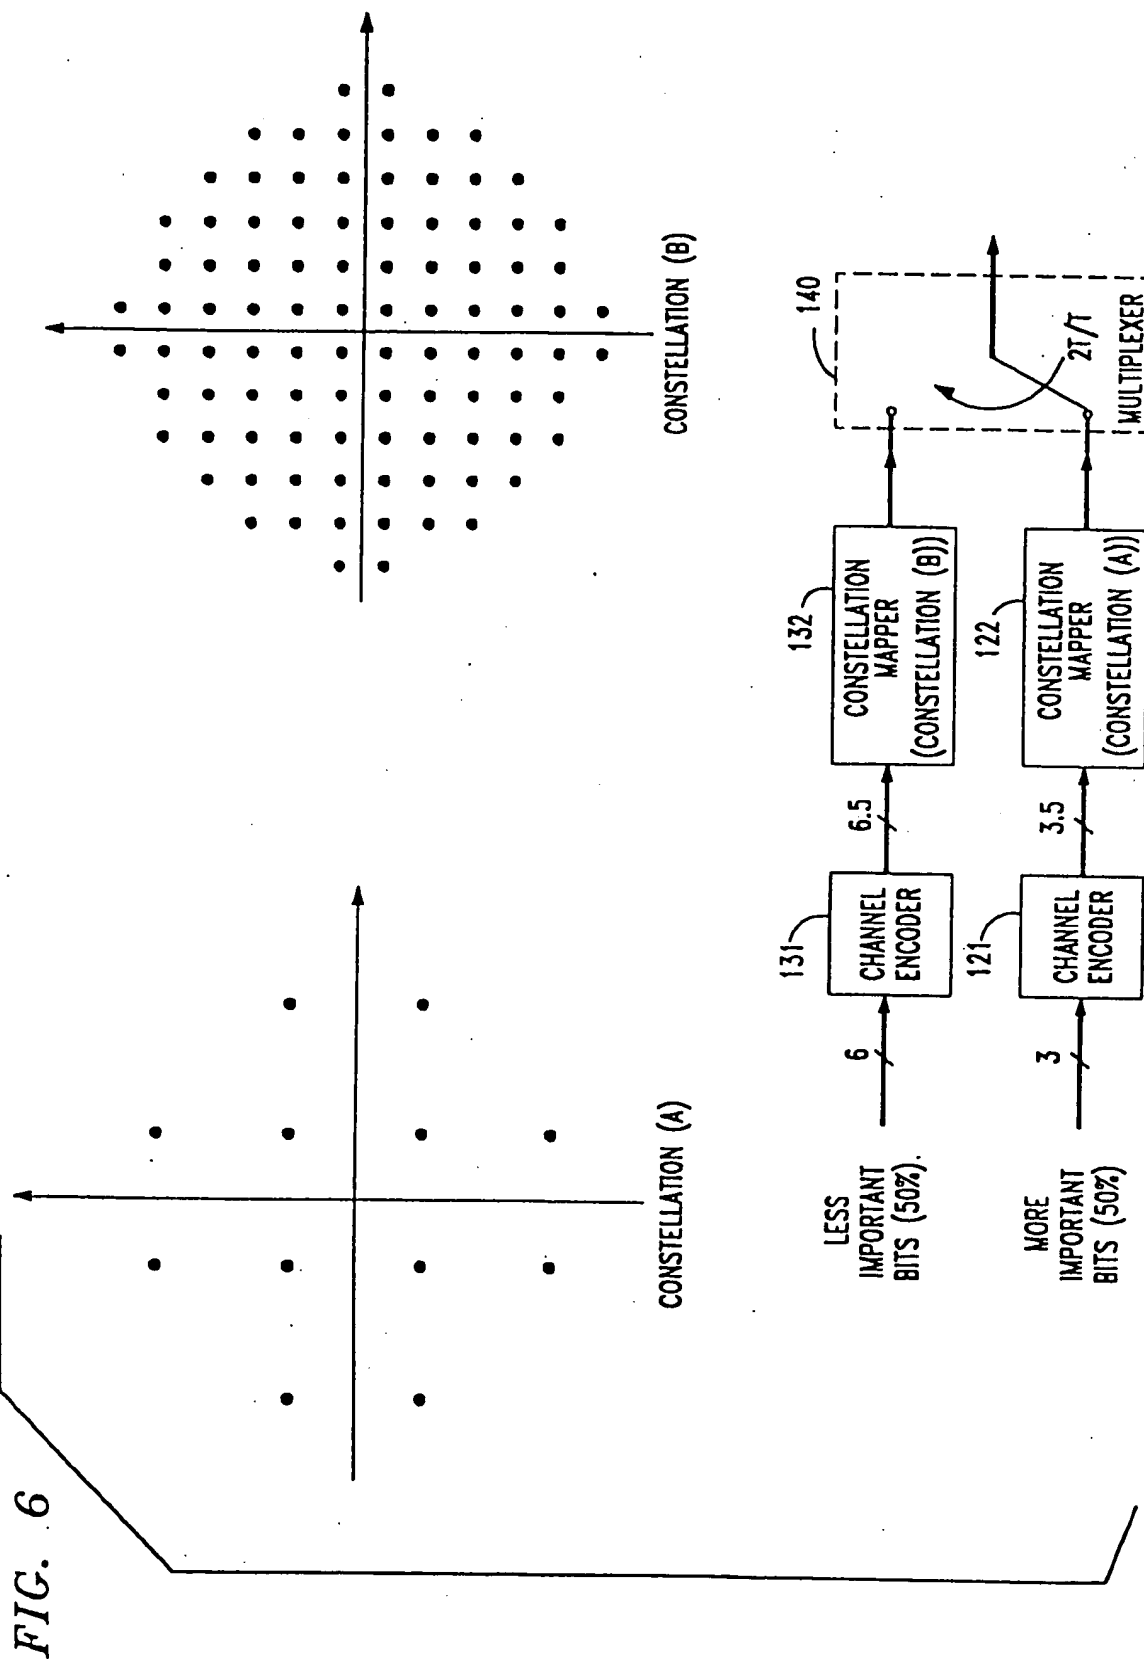 FIG. 6
CONSTELLATION (A)
CONSTELLATION (B)
LESS
IMPORTANT
BITS (50%).
6
131
CHANNEL
ENCODER
6.5
132
CONSTELLATION
MAPPER
(CONSTELLATION (B))
140
MORE
IMPORTANT
BITS (50%)
3
121
CHANNEL
ENCODER
3.5
122
CONSTELLATION
MAPPER
(CONSTELLATION (A))
2T/T
MULTIPLEXER